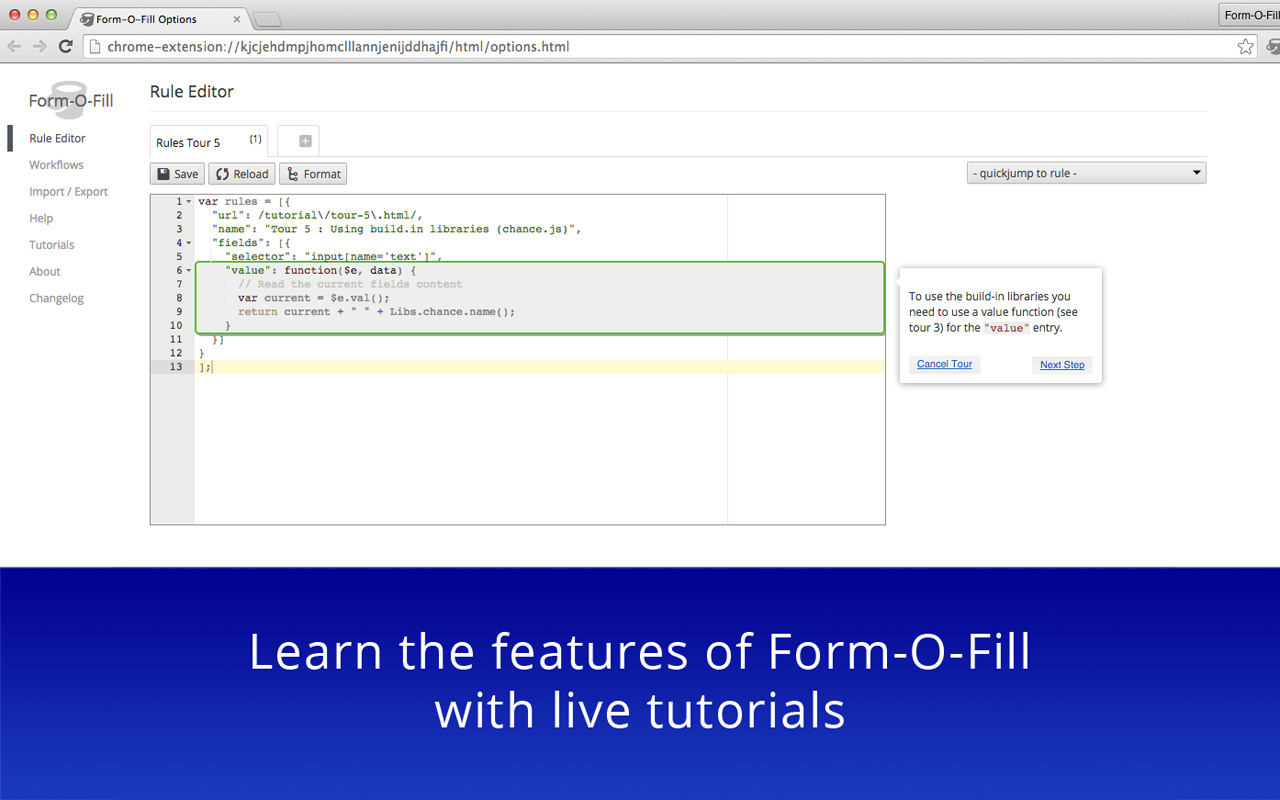 Form-O-Fill Options
Form-O-Fill
chrome-extension://kjcjehdmpjhomclllannjenijddhajfi/html/options.html
Form-O-Fill
Rule Editor
Workflows
Import / Export
Help
Tutorials
About
Changelog
Rule Editor
Rules Tour 5 (1)
Save Reload Format
- quickjump to rule -
1 var rules = [{
2 "url": /tutorial\/tour-5\.html/,
3 "name": "Tour 5 : Using build.in libraries (chance.js)",
4 "fields": [{
5 "selector": "input[name='text']",
6 "value": function($e, data) {
7 // Read the current fields content
8 var current = $e.val();
9 return current + " " + Libs.chance.name();
10 }
11 }]
12 }
13 ];
To use the build-in libraries you
need to use a value function (see
tour 3) for the "value" entry.
Cancel Tour Next Step
Learn the features of Form-O-Fill
with live tutorials